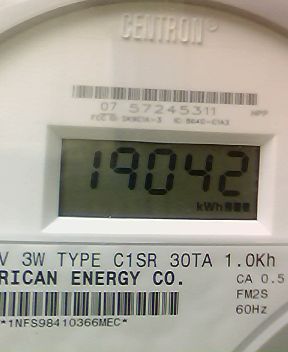 CENTRON®
07 57245311 NPP
19042
kWh
V 3W TYPE C1SR 30TA 1.0Kh
RICAN ENERGY CO. CA 0.5
FM2S
*1NFS98410366MEC* 60Hz